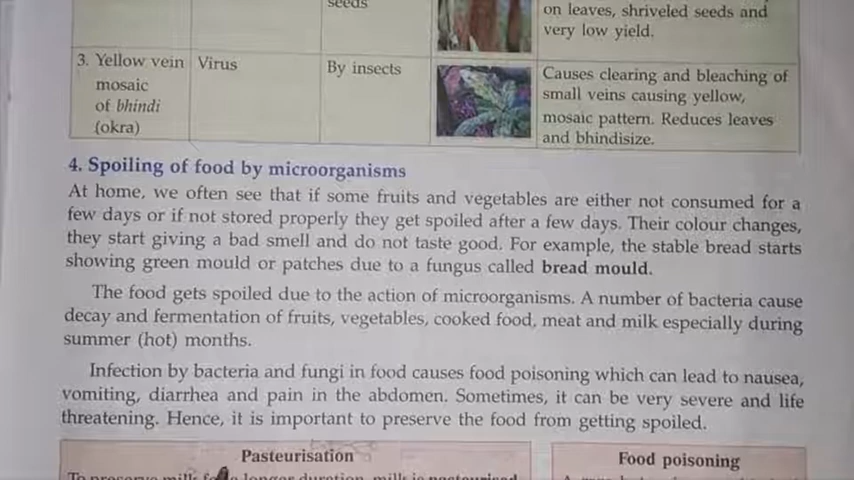 seeds
on leaves, shriveled seeds and
very low yield.
3. Yellow vein
mosaic
of bhindi
(okra)
Virus
By insects
Causes clearing and bleaching of
small veins causing yellow,
mosaic pattern. Reduces leaves
and bhindisize.
4. Spoiling of food by microorganisms
At home, we often see that if some fruits and vegetables are either not consumed for a
few days or if not stored properly they get spoiled after a few days. Their colour changes,
they start giving a bad smell and do not taste good. For example, the stable bread starts
showing green mould or patches due to a fungus called bread mould.
The food gets spoiled due to the action of microorganisms. A number of bacteria cause
decay and fermentation of fruits, vegetables, cooked food, meat and milk especially during
summer (hot) months.
Infection by bacteria and fungi in food causes food poisoning which can lead to nausea,
vomiting, diarrhea and pain in the abdomen. Sometimes, it can be very severe and life
threatening. Hence, it is important to preserve the food from getting spoiled.
Pasteurisation
To preserve milk longer duration, milk is pasteurised
Food poisoning